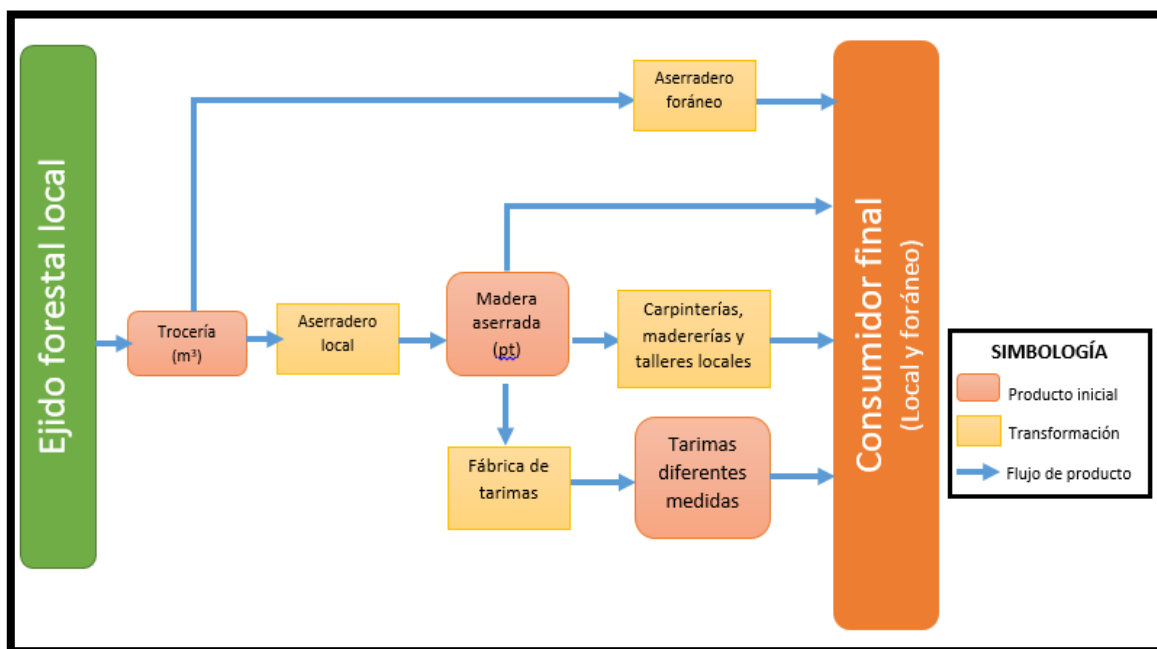 Ejido forestal local
Trocería
(m³)
Aserradero
local
Aserradero
foráneo
Madera
aserrada
(pt)
Carpinterías,
madererías y
talleres locales
Fábrica de
tarimas
Tarimas
diferentes
medidas
Consumidor final
(Local y foráneo)
SIMBOLOGÍA
Producto inicial
Transformación
Flujo de producto